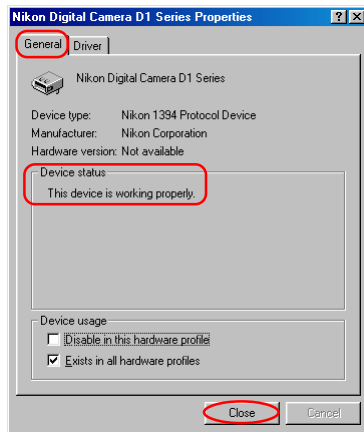 Nikon Digital Camera D1 Series Properties
General Driver
Nikon Digital Camera D1 Series
Device type: Nikon 1394 Protocol Device
Manufacturer: Nikon Corporation
Hardware version: Not available
Device status
This device is working properly.
Device usage
Disable in this hardware profile
Exists in all hardware profiles
Close Cancel